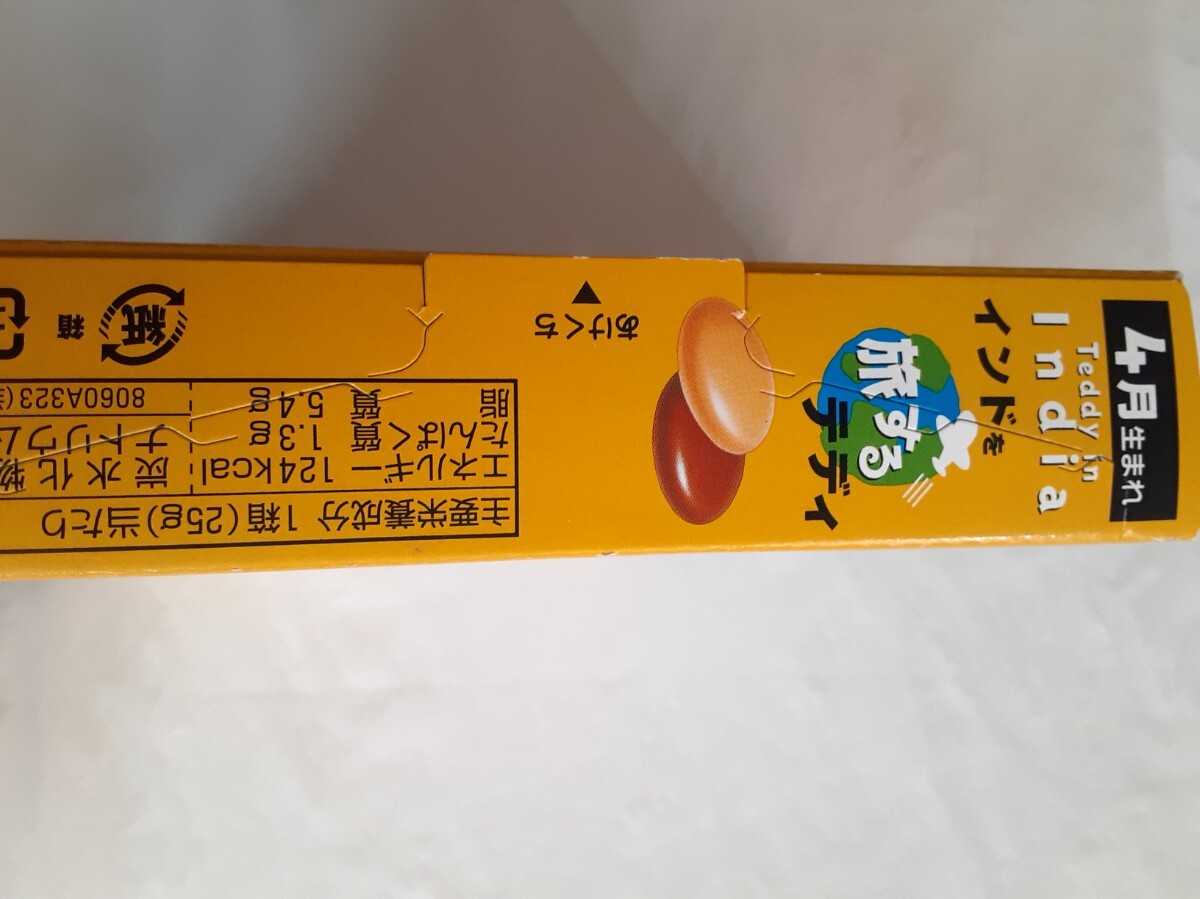 4月生まれ
Teddy in
India
インドを
旅する
テディ
あけくち
紙
箱
主要栄養成分 1箱(25g)当たり
エネルギー 124kcal 炭水化物
たんぱく質 1.3g ナトリウム
脂質 5.4g
8060A323